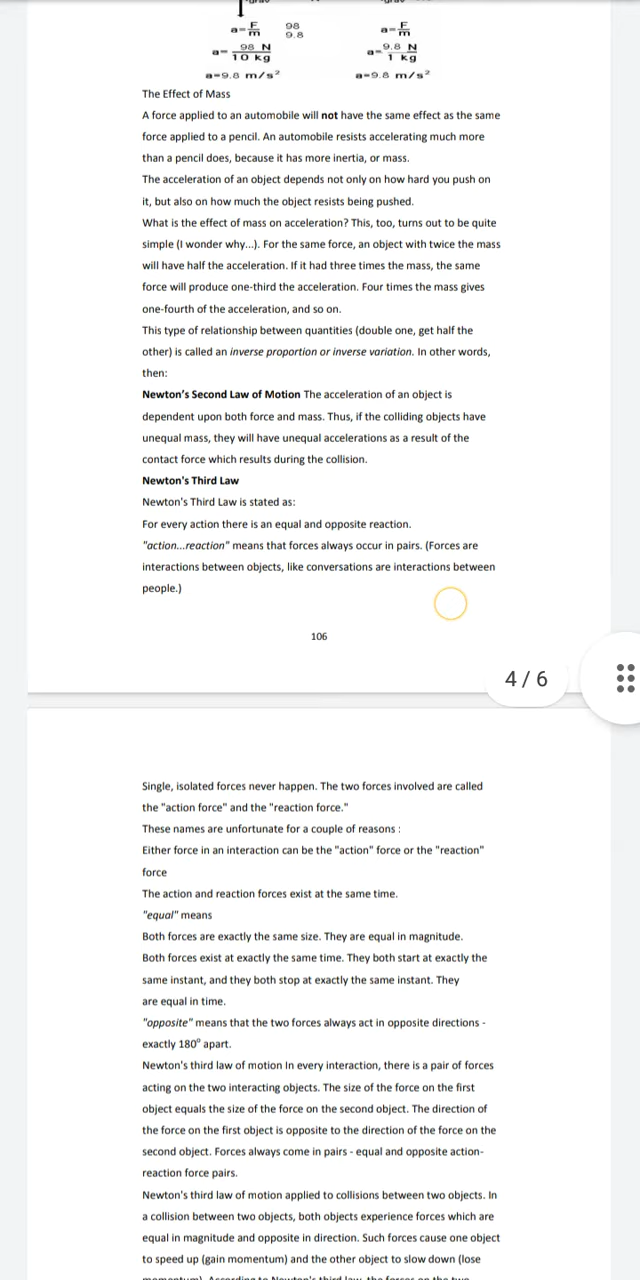 a=F/m 98 a=F/m
9.8
a= 98 N / 10 kg a= 9.8 N / 1 kg
a=9.8 m/s² a=9.8 m/s²
The Effect of Mass
A force applied to an automobile will not have the same effect as the same
force applied to a pencil. An automobile resists accelerating much more
than a pencil does, because it has more inertia, or mass.
The acceleration of an object depends not only on how hard you push on
it, but also on how much the object resists being pushed.
What is the effect of mass on acceleration? This, too, turns out to be quite
simple (I wonder why...). For the same force, an object with twice the mass
will have half the acceleration. If it had three times the mass, the same
force will produce one-third the acceleration. Four times the mass gives
one-fourth of the acceleration, and so on.
This type of relationship between quantities (double one, get half the
other) is called an inverse proportion or inverse variation. In other words,
then:
Newton's Second Law of Motion The acceleration of an object is
dependent upon both force and mass. Thus, if the colliding objects have
unequal mass, they will have unequal accelerations as a result of the
contact force which results during the collision.
Newton's Third Law
Newton's Third Law is stated as:
For every action there is an equal and opposite reaction.
"action...reaction" means that forces always occur in pairs. (Forces are
interactions between objects, like conversations are interactions between
people.)
106
4 / 6
Single, isolated forces never happen. The two forces involved are called
the "action force" and the "reaction force."
These names are unfortunate for a couple of reasons :
Either force in an interaction can be the "action" force or the "reaction"
force
The action and reaction forces exist at the same time.
"equal" means
Both forces are exactly the same size. They are equal in magnitude.
Both forces exist at exactly the same time. They both start at exactly the
same instant, and they both stop at exactly the same instant. They
are equal in time.
"opposite" means that the two forces always act in opposite directions -
exactly 180° apart.
Newton's third law of motion In every interaction, there is a pair of forces
acting on the two interacting objects. The size of the force on the first
object equals the size of the force on the second object. The direction of
the force on the first object is opposite to the direction of the force on the
second object. Forces always come in pairs - equal and opposite action-
reaction force pairs.
Newton's third law of motion applied to collisions between two objects. In
a collision between two objects, both objects experience forces which are
equal in magnitude and opposite in direction. Such forces cause one object
to speed up (gain momentum) and the other object to slow down (lose